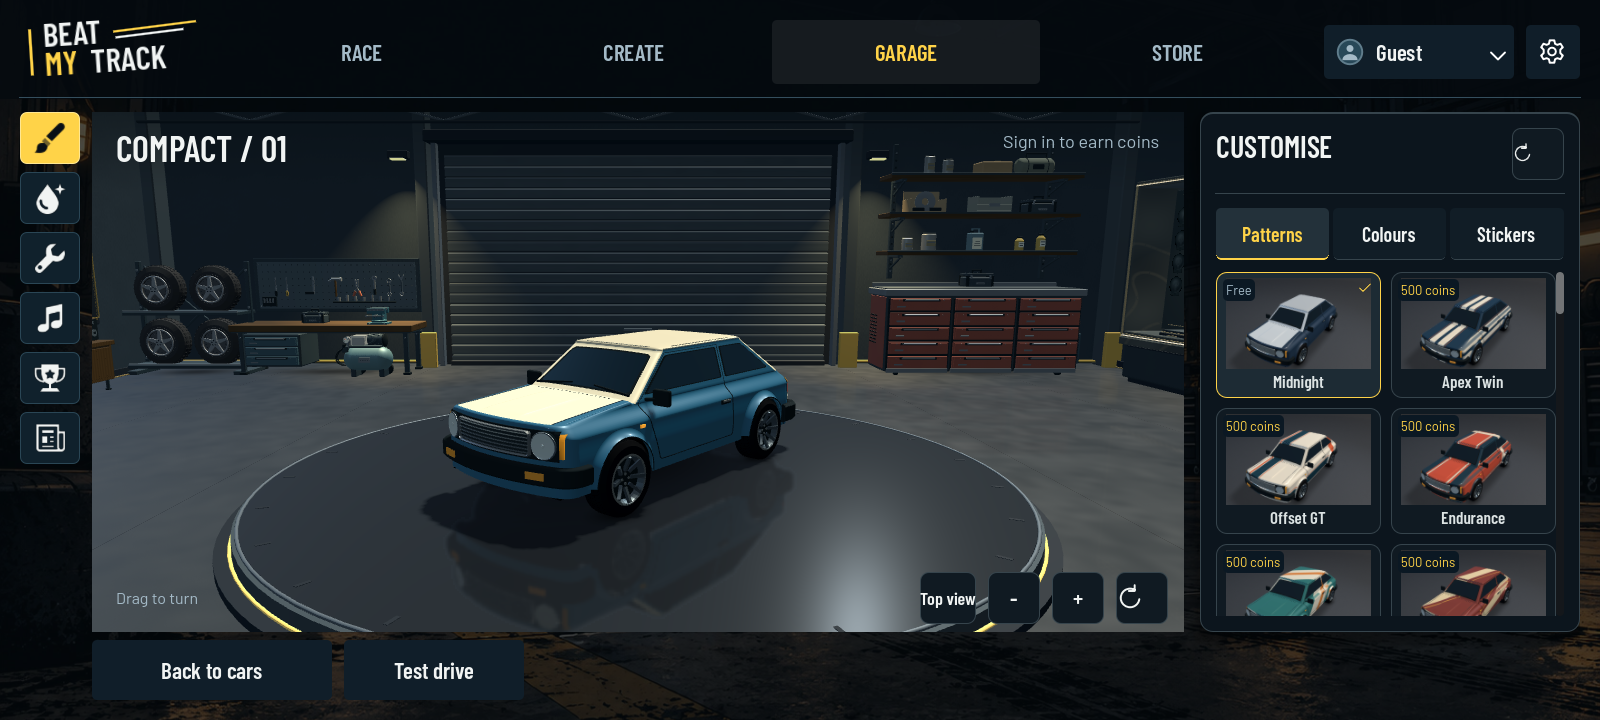 BEAT
MY TRACK
RACE
CREATE
GARAGE
STORE
Guest
COMPACT / 01
Sign in to earn coins
Drag to turn
Top view
-
+
Back to cars
Test drive
CUSTOMISE
Patterns
Colours
Stickers
Free
Midnight
500 coins
Apex Twin
500 coins
Offset GT
500 coins
Endurance
500 coins
500 coins